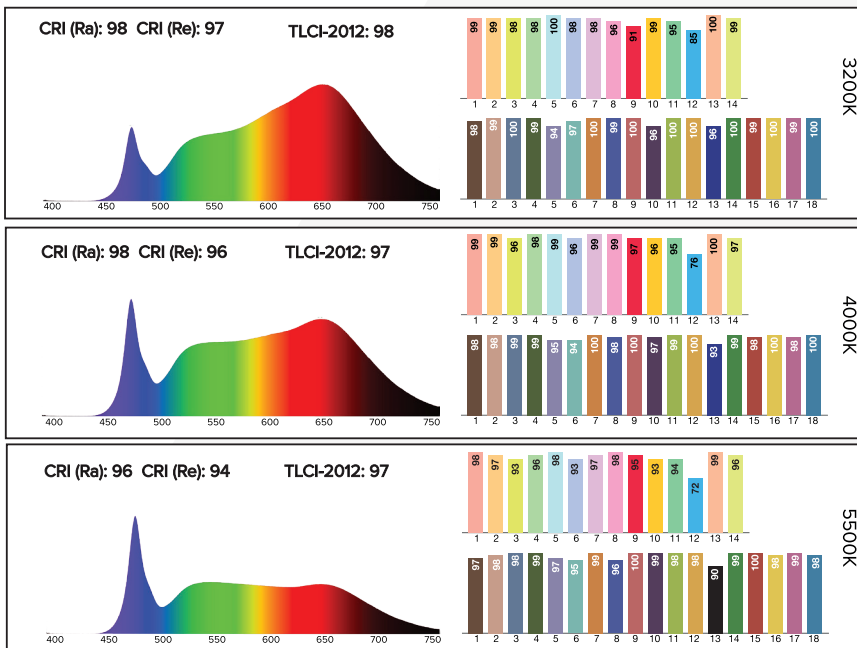 CRI (Ra): 98 CRI (Re): 97 TLCI-2012: 98
99 99 98 98 100 98 98 96 91 99 95 85 100 99
1 2 3 4 5 6 7 8 9 10 11 12 13 14
98 99 100 99 94 97 100 99 100 96 100 100 96 100 99 100 99 100
1 2 3 4 5 6 7 8 9 10 11 12 13 14 15 16 17 18
400 450 500 550 600 650 700 750
3200K
CRI (Ra): 98 CRI (Re): 96 TLCI-2012: 97
99 99 96 98 99 96 99 99 97 96 95 76 100 97
1 2 3 4 5 6 7 8 9 10 11 12 13 14
98 98 99 99 95 94 100 98 100 97 99 100 93 99 98 100 98 100
1 2 3 4 5 6 7 8 9 10 11 12 13 14 15 16 17 18
400 450 500 550 600 650 700 750
4000K
CRI (Ra): 96 CRI (Re): 94 TLCI-2012: 97
98 97 93 96 98 93 97 98 95 93 94 72 99 96
1 2 3 4 5 6 7 8 9 10 11 12 13 14
97 98 98 99 97 95 99 96 100 99 98 98 90 99 100 98 99 98
1 2 3 4 5 6 7 8 9 10 11 12 13 14 15 16 17 18
400 450 500 550 600 650 700 750
5500K